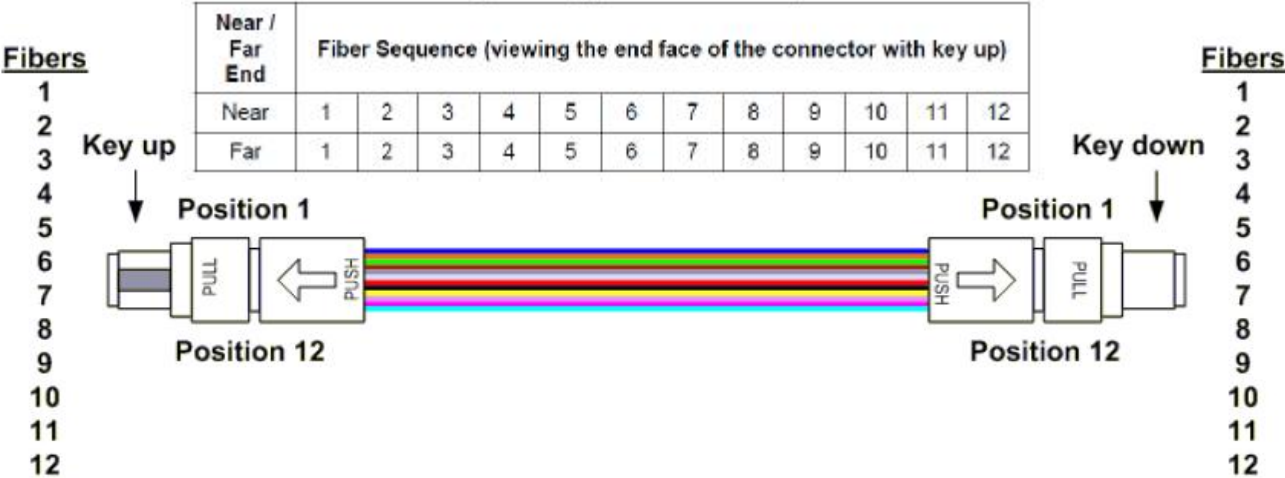 Near /
Far
End
Fiber Sequence (viewing the end face of the connector with key up)
Near 1 2 3 4 5 6 7 8 9 10 11 12
Far 1 2 3 4 5 6 7 8 9 10 11 12
Fibers
1
2
3
4
5
6
7
8
9
10
11
12
Key up
Position 1
PULL
PUSH
Position 12
Key down
Position 1
PUSH
PULL
Position 12
Fibers
1
2
3
4
5
6
7
8
9
10
11
12